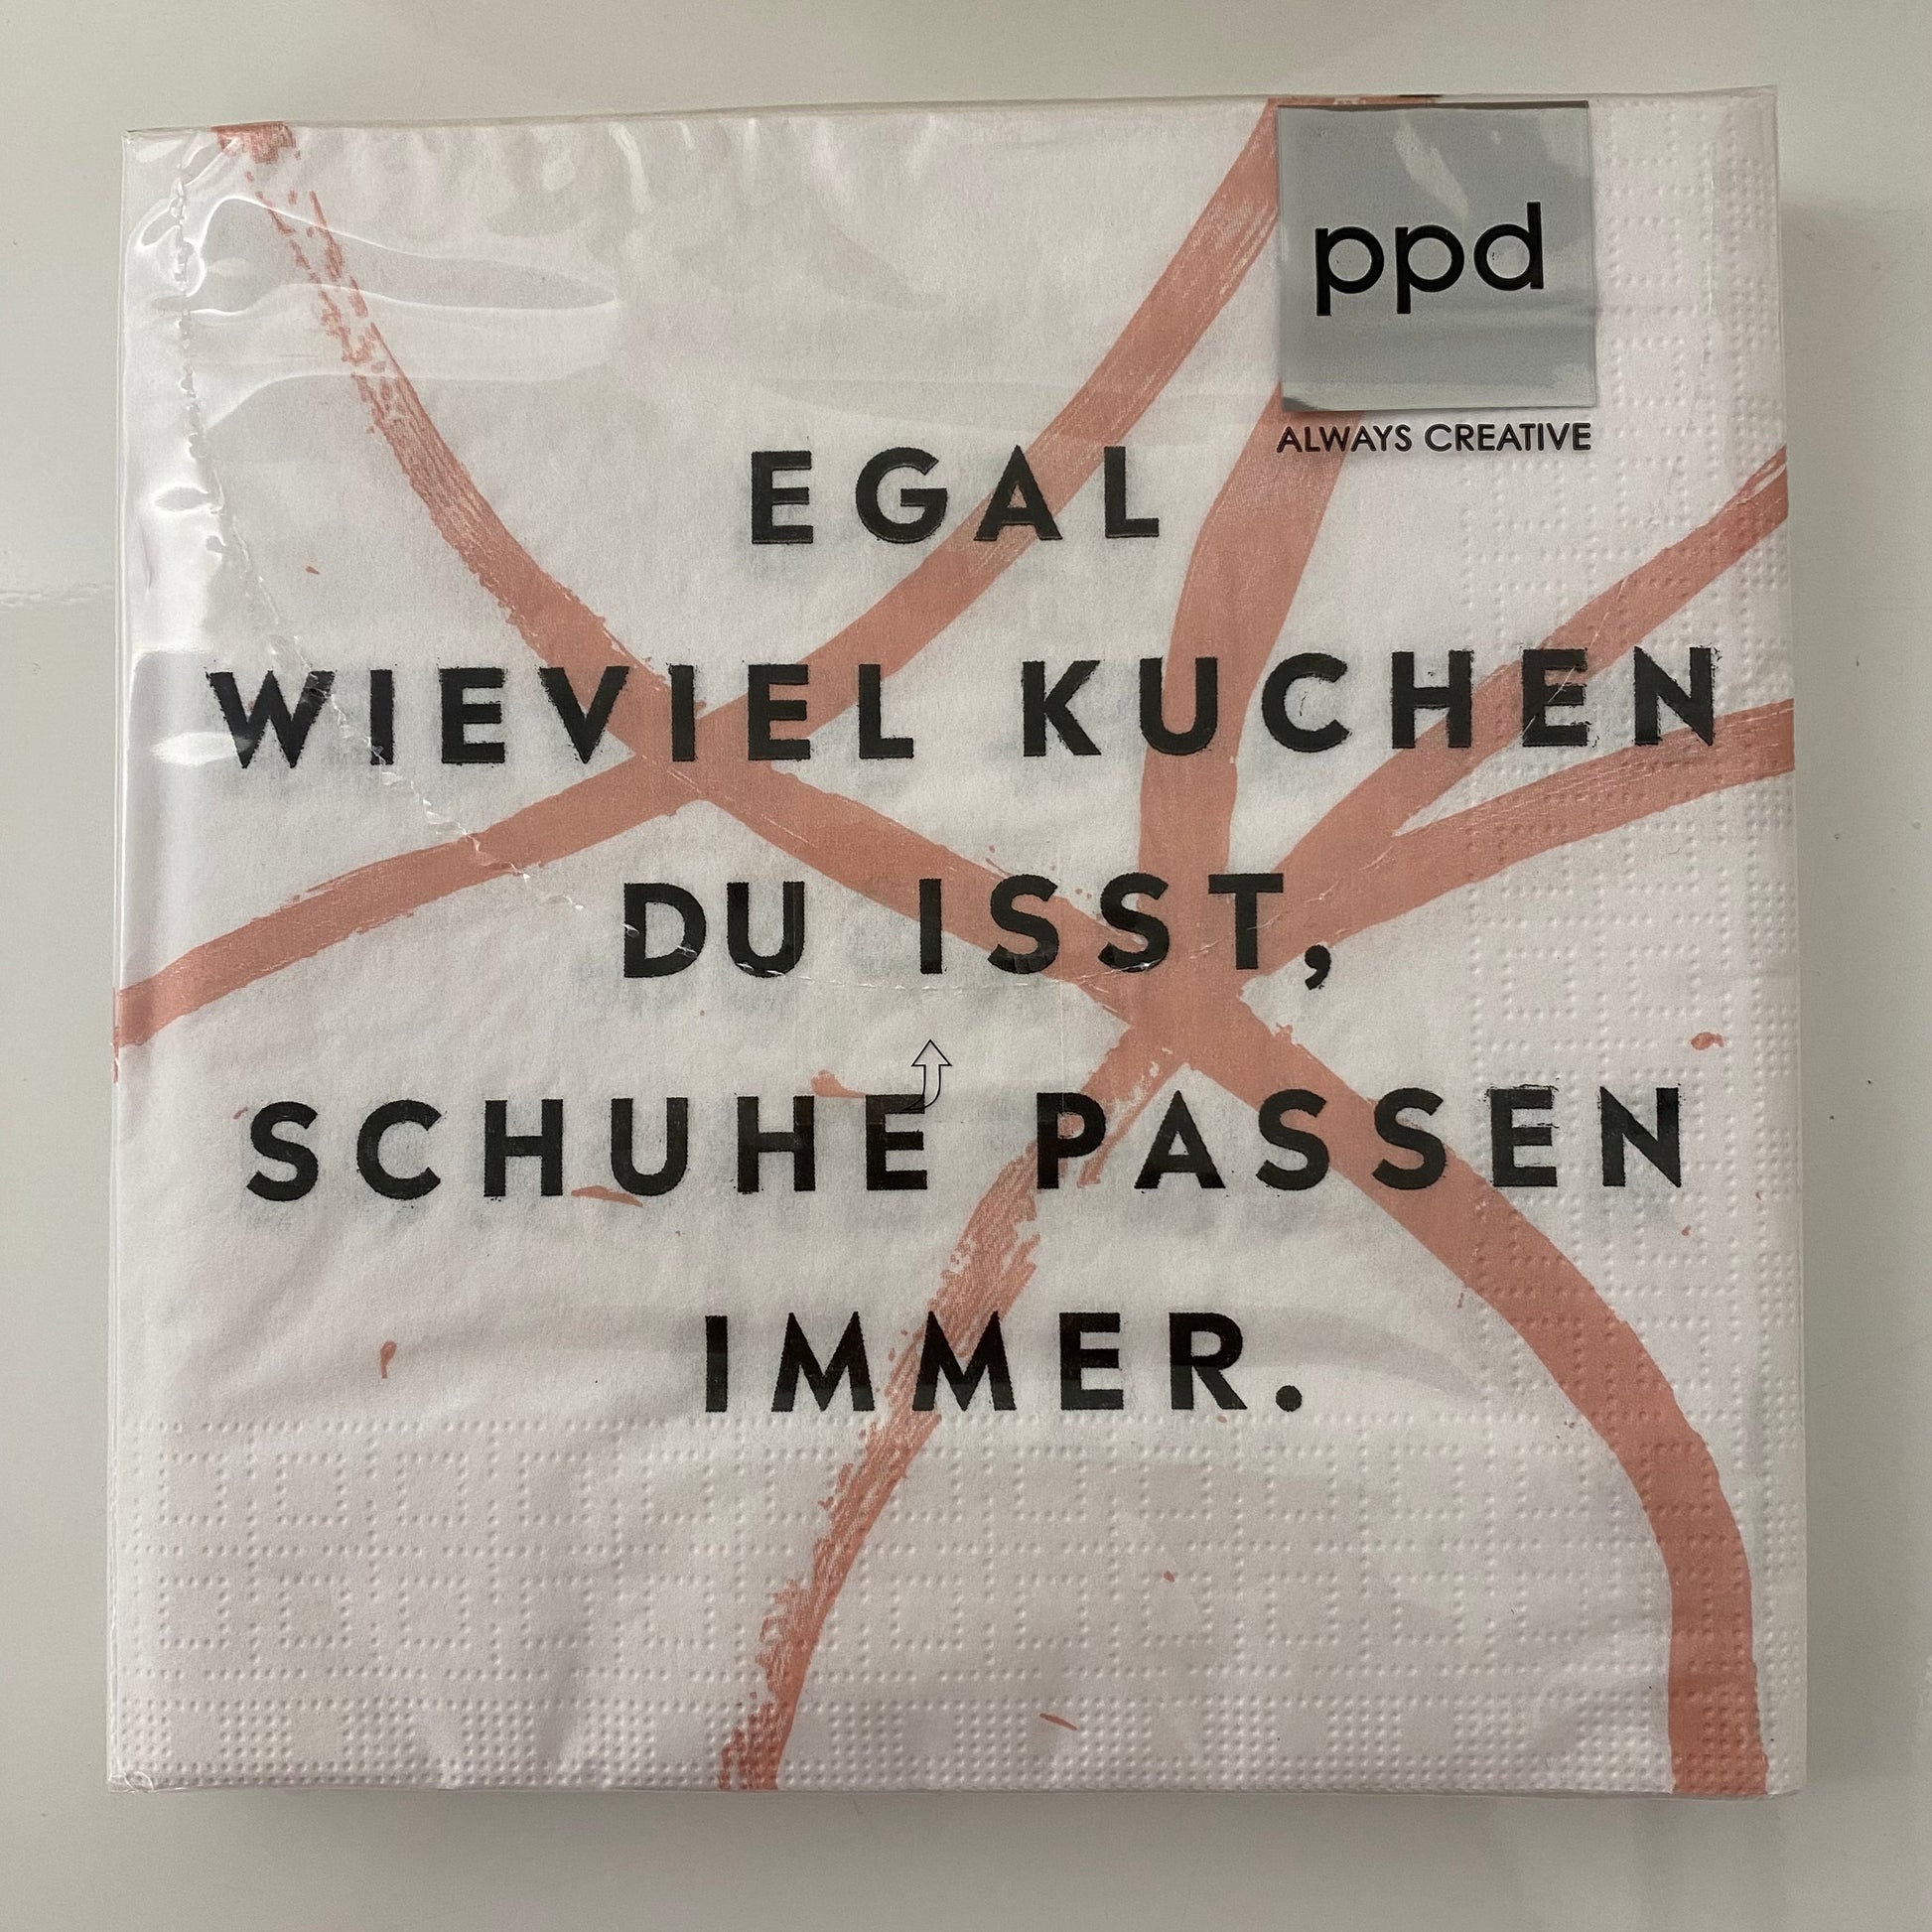 ppd
ALWAYS CREATIVE
EGAL
WIEVIEL KUCHEN
DU ISST,
SCHUHE PASSEN
IMMER.